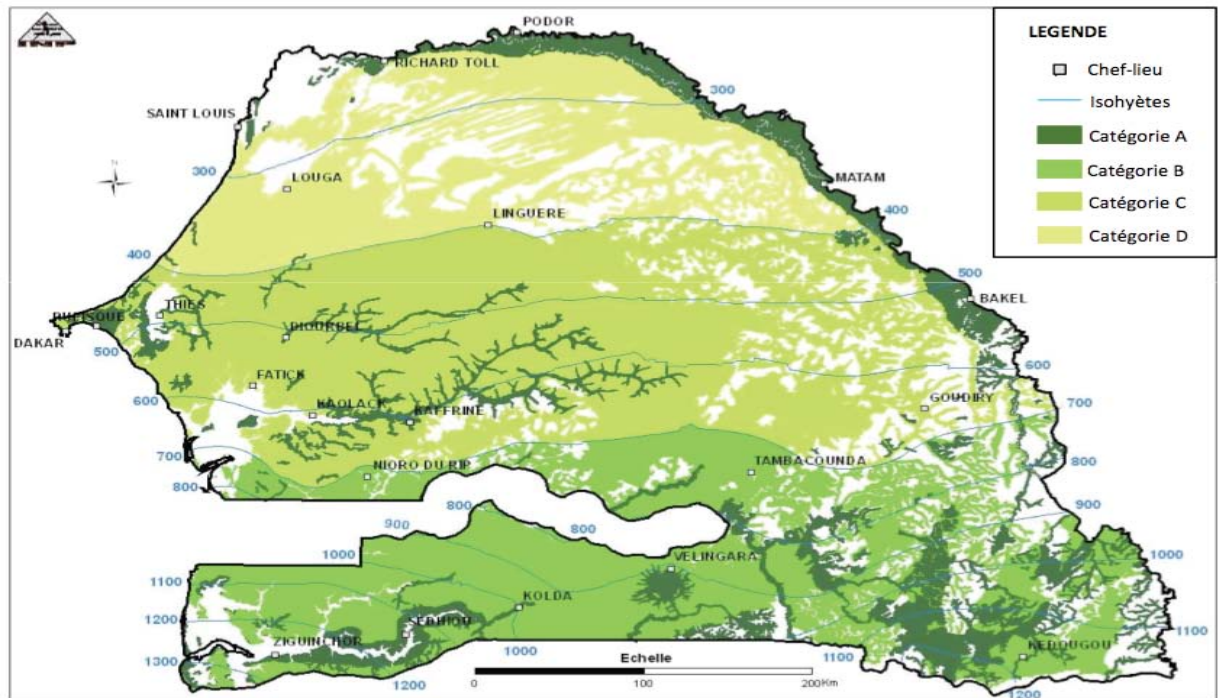 PODOR
LEGENDE
Chef-lieu
Isohyètes
Catégorie A
Catégorie B
Catégorie C
Catégorie D
RICHARD TOLL
300
SAINT LOUIS
300
LOUGA
MATAM
LINGUERE
400
400
500
BAKEL
THIES
RUFISQUE
DIOURBEL
DAKAR
500
600
FATICK
600
KAOLACK
KAFFRINE
GOUDIRY
700
700
NIORO DU RIP
TAMBACOUNDA
800
800
800
900
900
800
1000
VELINGARA
1000
1100
KOLDA
1200
SEDHIOU
1100
ZIGUINCHOR
KEDOUGOU
1300
1000
Echelle
1100
1200
0
100
200Km
1200